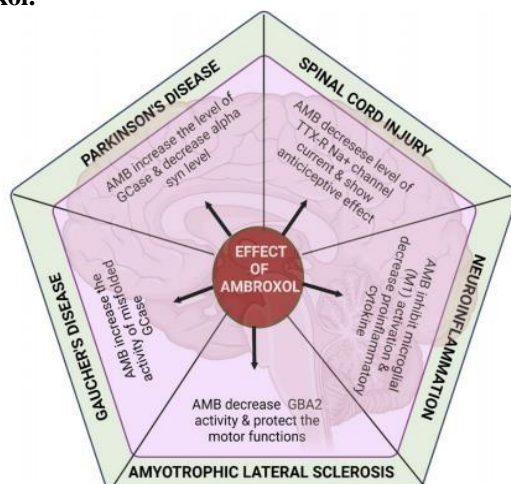 xol.
PARKINSON'S DISEASE
AMB increase the level of
GCase & decrease alpha
syn level
SPINAL CORD INJURY
AMB decresese level of
TTX-R Na+ channel
current & show
anticiceptive effect
EFFECT
OF
AMBROXOL
NEUROINFLAMMATION
AMB inhibit microglial
(M1) activation &
decrease proinflammatory
cytokine
GAUCHER'S DISEASE
AMB increase the
activity of misfolded
GCase
AMB decrease GBA2
activity & protect the
motor functions
AMYOTROPHIC LATERAL SCLEROSIS